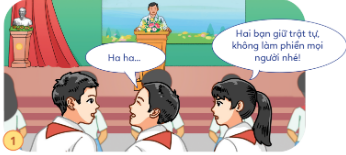 Ha ha...
Hai bạn giữ trật tự,
không làm phiền mọi
người nhé!
1